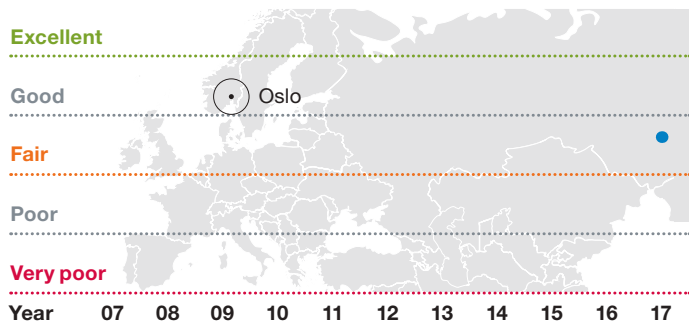 Excellent
Good
Oslo
Fair
Poor
Very poor
Year 07 08 09 10 11 12 13 14 15 16 17